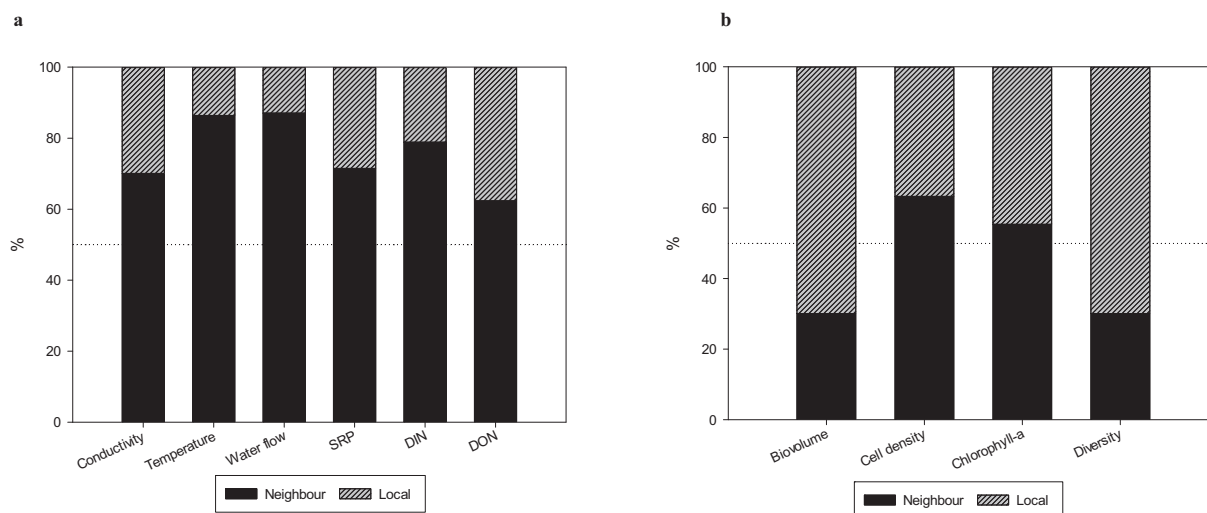 a
100
80
60
%
40
20
0
Conductivity Temperature Water flow SRP DIN DON
Neighbour Local
b
100
80
60
%
40
20
0
Biovolume Cell density Chlorophyll-a Diversity
Neighbour Local